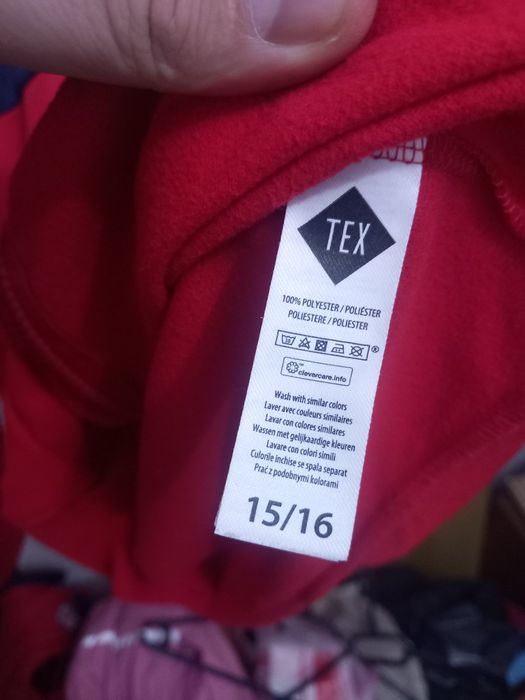 TEX
100% POLYESTER / POLIÉSTER
POLIESTERE / POLIESTER
®
clevercare.info
Wash with similar colors
Laver avec couleurs similaires
Lavar con colores similares
Wassen met gelijkaardige kleuren
Lavare con colori simili
Culorile inchise se spala separat
Prać z podobnymi kolorami
15/16